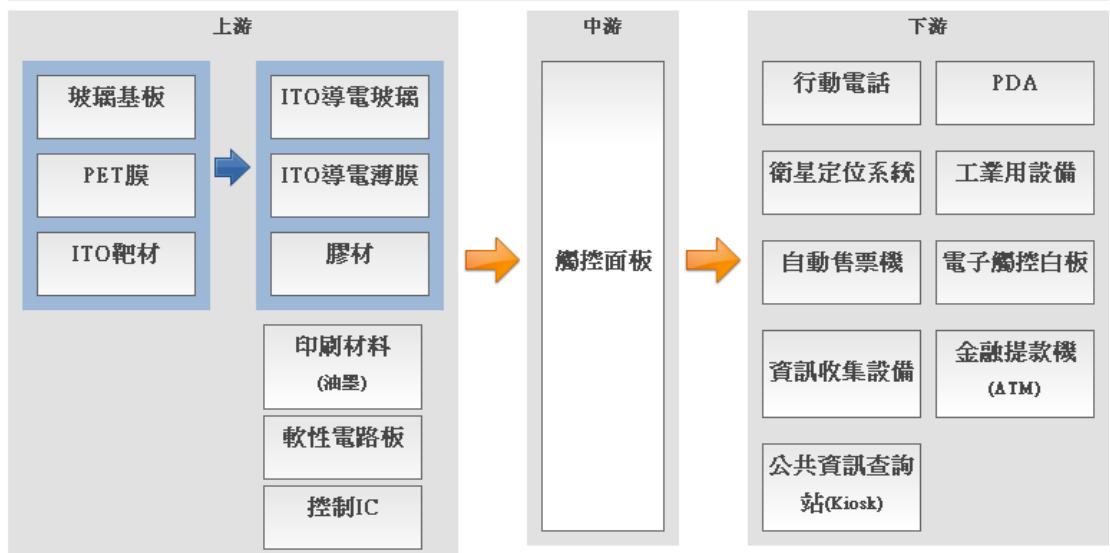 上游
玻璃基板
PET膜
ITO靶材
ITO導電玻璃
ITO導電薄膜
膠材
印刷材料
(油墨)
軟性電路板
控制IC
中游
觸控面板
下游
行動電話
PDA
衛星定位系統
工業用設備
自動售票機
電子觸控白板
資訊收集設備
金融提款機
(ATM)
公共資訊查詢
站(Kiosk)